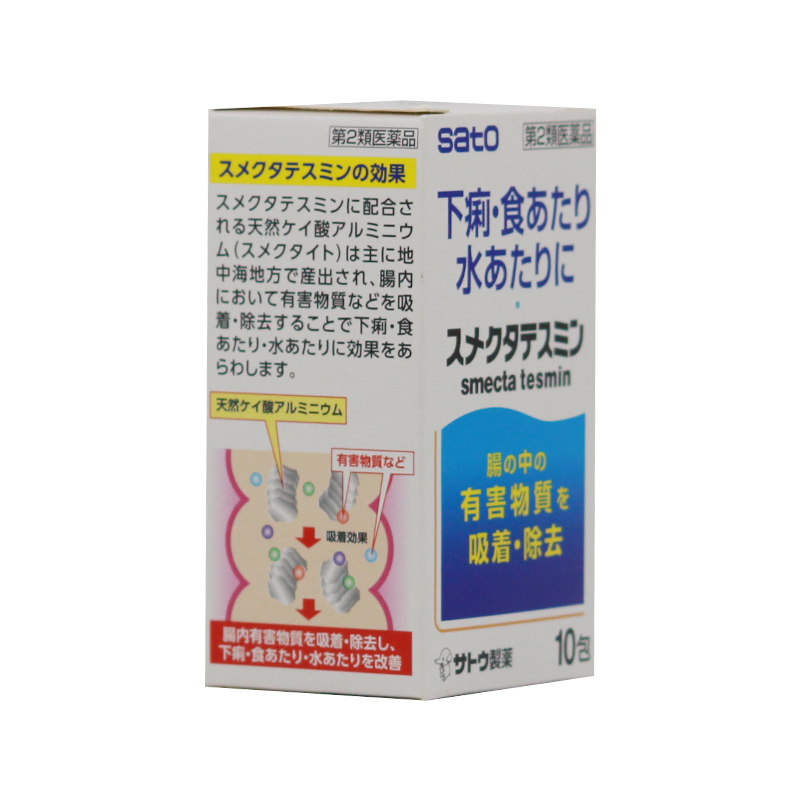 第2類医薬品
スメクタテスミンの効果
スメクタテスミンに配合さ
れる天然ケイ酸アルミニウ
ム（スメクタイト）は主に地
中海地方で産出され、腸内
において有害物質などを吸
着・除去することで下痢・食
あたり・水あたりに効果をあ
らわします。
天然ケイ酸アルミニウム
有害物質など
吸着効果
腸内有害物質を吸着・除去し、
下痢・食あたり・水あたりを改善
sato
第2類医薬品
下痢・食あたり
水あたりに
スメクタテスミン
smecta tesmin
腸の中の
有害物質を
吸着・除去
サトウ製薬
10包